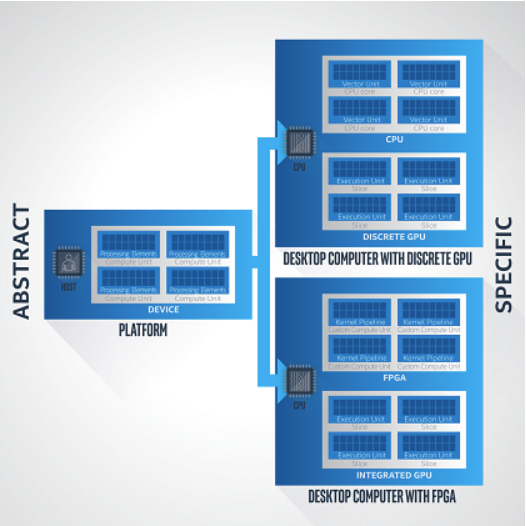 ABSTRACT
HOST
Processing Elements
Processing Elements
Compute Unit
Compute Unit
Processing Elements
Processing Elements
Compute Unit
Compute Unit
DEVICE
PLATFORM
CPU
Vector Unit
Vector Unit
CPU core
CPU core
Vector Unit
Vector Unit
CPU core
CPU core
CPU
Execution Unit
Execution Unit
Slice
Slice
Execution Unit
Execution Unit
Slice
Slice
DISCRETE GPU
DESKTOP COMPUTER WITH DISCRETE GPU
CPU
Kernel Pipeline
Kernel Pipeline
Custom Compute Unit
Custom Compute Unit
Kernel Pipeline
Kernel Pipeline
Custom Compute Unit
Custom Compute Unit
FPGA
Execution Unit
Execution Unit
Slice
Slice
Execution Unit
Execution Unit
Slice
Slice
INTEGRATED GPU
DESKTOP COMPUTER WITH FPGA
SPECIFIC